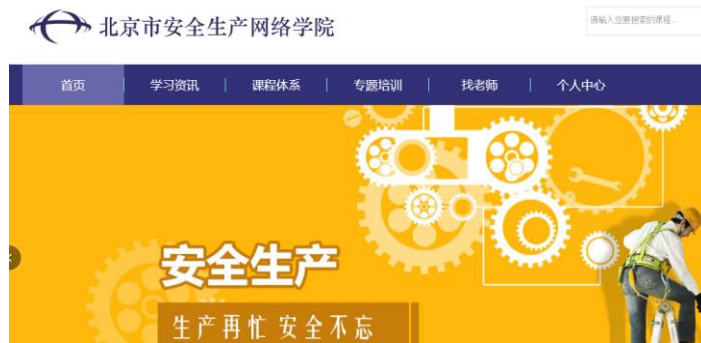 北京市安全生产网络学院
请输入您要搜索的课程...
首页 学习资讯 课程体系 专题培训 找老师 个人中心
安全生产
生产再忙 安全不忘